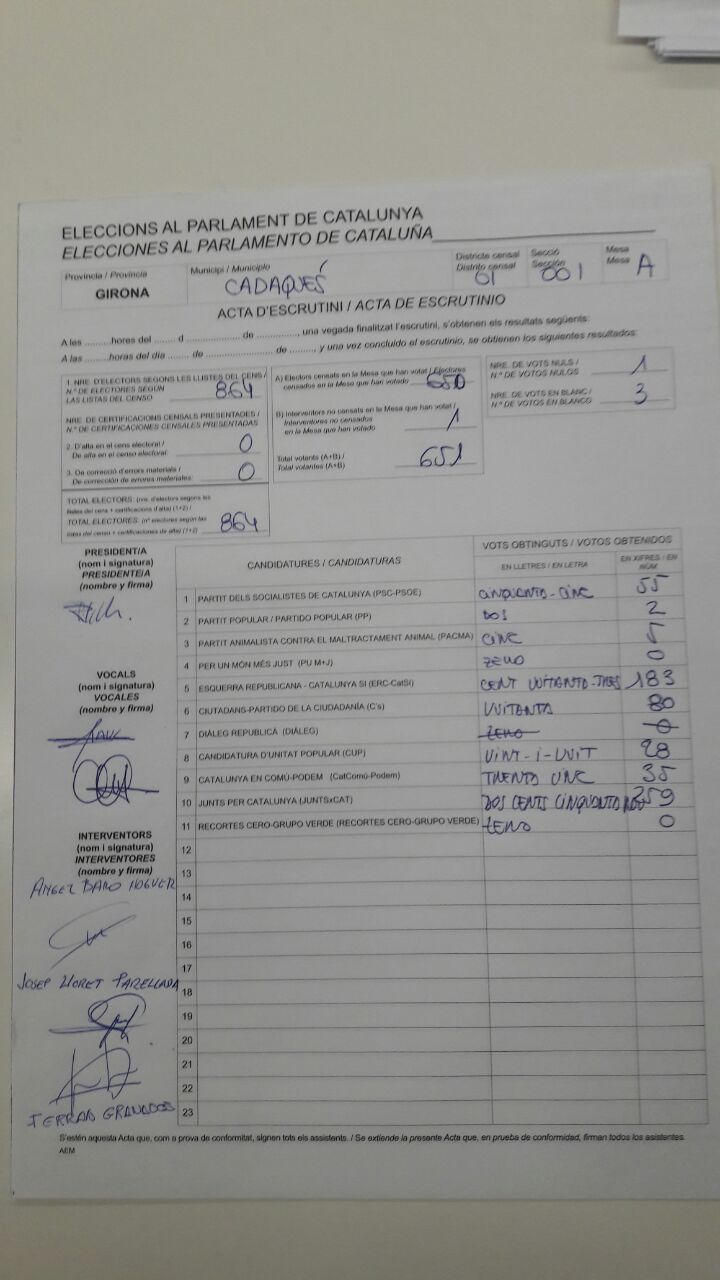 ELECCIONS AL PARLAMENT DE CATALUNYA
ELECCIONES AL PARLAMENTO DE CATALUÑA
Província / Provincia
GIRONA
Municipi / Municipio
CADAQUÉS
Districte censal
Distrito censal
01
Secció
Sección
001
Mesa
Mesa
A
ACTA D'ESCRUTINI / ACTA DE ESCRUTINIO
A les ......... hores del ...... d .................. de ............, una vegada finalitzat l'escrutini, s'obtenen els resultats següents:
A las ......... horas del día ...... de .................. de ............, y una vez concluido el escrutinio, se obtienen los siguientes resultados:
1. NRE. D'ELECTORS SEGONS LES LLISTES DEL CENS /
N.º DE ELECTORES SEGÚN
LAS LISTAS DEL CENSO
864
NRE. DE CERTIFICACIONS CENSALS PRESENTADES /
N.º DE CERTIFICACIONES CENSALES PRESENTADAS
2. D'alta en el cens electoral /
De alta en el censo electoral:
0
3. De correcció d'errors materials /
De corrección de errores materiales:
0
TOTAL ELECTORS: (nre. d'electors segons les
llistes del cens + certificacions d'alta) (1+2) /
TOTAL ELECTORES: (nº electores según las
listas del censo + certificaciones de alta) (1+2)
864
A) Electors censats en la Mesa que han votat / Electores
censados en la Mesa que han votado
650
B) Interventors no censats en la Mesa que han votat /
Interventores no censados
en la Mesa que han votado
1
Total votants (A+B) /
Total votantes (A+B)
651
NRE. DE VOTS NULS /
N.º DE VOTOS NULOS
1
NRE. DE VOTS EN BLANC /
N.º DE VOTOS EN BLANCO
3
PRESIDENT/A
(nom i signatura)
PRESIDENTE/A
(nombre y firma)
VOCALS
(nom i signatura)
VOCALES
(nombre y firma)
INTERVENTORS
(nom i signatura)
INTERVENTORES
(nombre y firma)
ANGEL BARO NOGUER
JOSEP LLORET PARELLADA
FERRAN GRANADOS
CANDIDATURES / CANDIDATURAS
VOTS OBTINGUTS / VOTOS OBTENIDOS
EN LLETRES / EN LETRA
EN XIFRES / EN NÚM
1 PARTIT DELS SOCIALISTES DE CATALUNYA (PSC-PSOE) CINQUANTA-CINC 55
2 PARTIT POPULAR / PARTIDO POPULAR (PP) DOS 2
3 PARTIT ANIMALISTA CONTRA EL MALTRACTAMENT ANIMAL (PACMA) CINC 5
4 PER UN MÓN MÉS JUST (PU M+J) ZERO 0
5 ESQUERRA REPUBLICANA - CATALUNYA SI (ERC-CatSí) CENT VUITANTA-TRES 183
6 CIUTADANS-PARTIDO DE LA CIUDADANÍA (C's) VUITANTA 80
7 DIÀLEG REPUBLICÀ (DIÀLEG) ZERO 0
8 CANDIDATURA D'UNITAT POPULAR (CUP) VINT-I-VUIT 28
9 CATALUNYA EN COMÚ-PODEM (CatComú-Podem) TRENTA CINC 35
10 JUNTS PER CATALUNYA (JUNTSxCAT) DOS CENTS CINQUANTA NOU 259
11 RECORTES CERO-GRUPO VERDE (RECORTES CERO-GRUPO VERDE) ZERO 0
12
13
14
15
16
17
18
19
20
21
22
23
S'estén aquesta Acta que, com a prova de conformitat, signen tots els assistents. / Se extiende la presente Acta que, en prueba de conformidad, firman todos los asistentes.
AEM